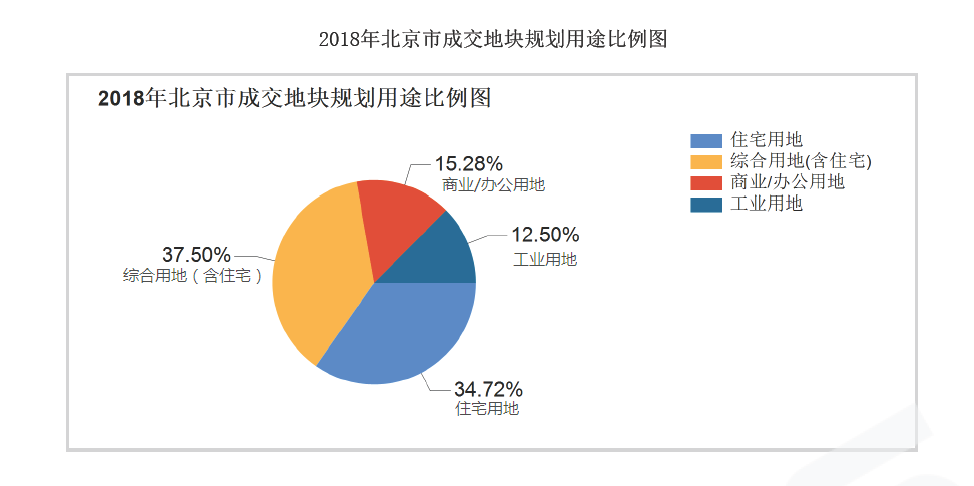 2018年北京市成交地块规划用途比例图
2018年北京市成交地块规划用途比例图
住宅用地
综合用地(含住宅)
商业/办公用地
工业用地
15.28%
商业/办公用地
12.50%
工业用地
37.50%
综合用地（含住宅）
34.72%
住宅用地